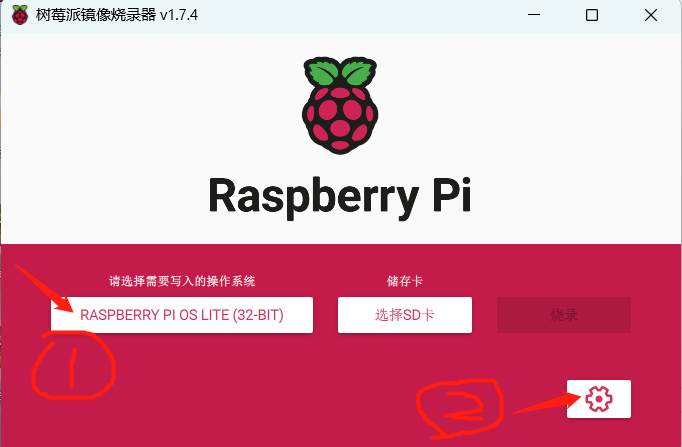 树莓派镜像烧录器 v1.7.4
Raspberry Pi
请选择需要写入的操作系统
储存卡
RASPBERRY PI OS LITE (32-BIT)
选择SD卡
烧录
1
2